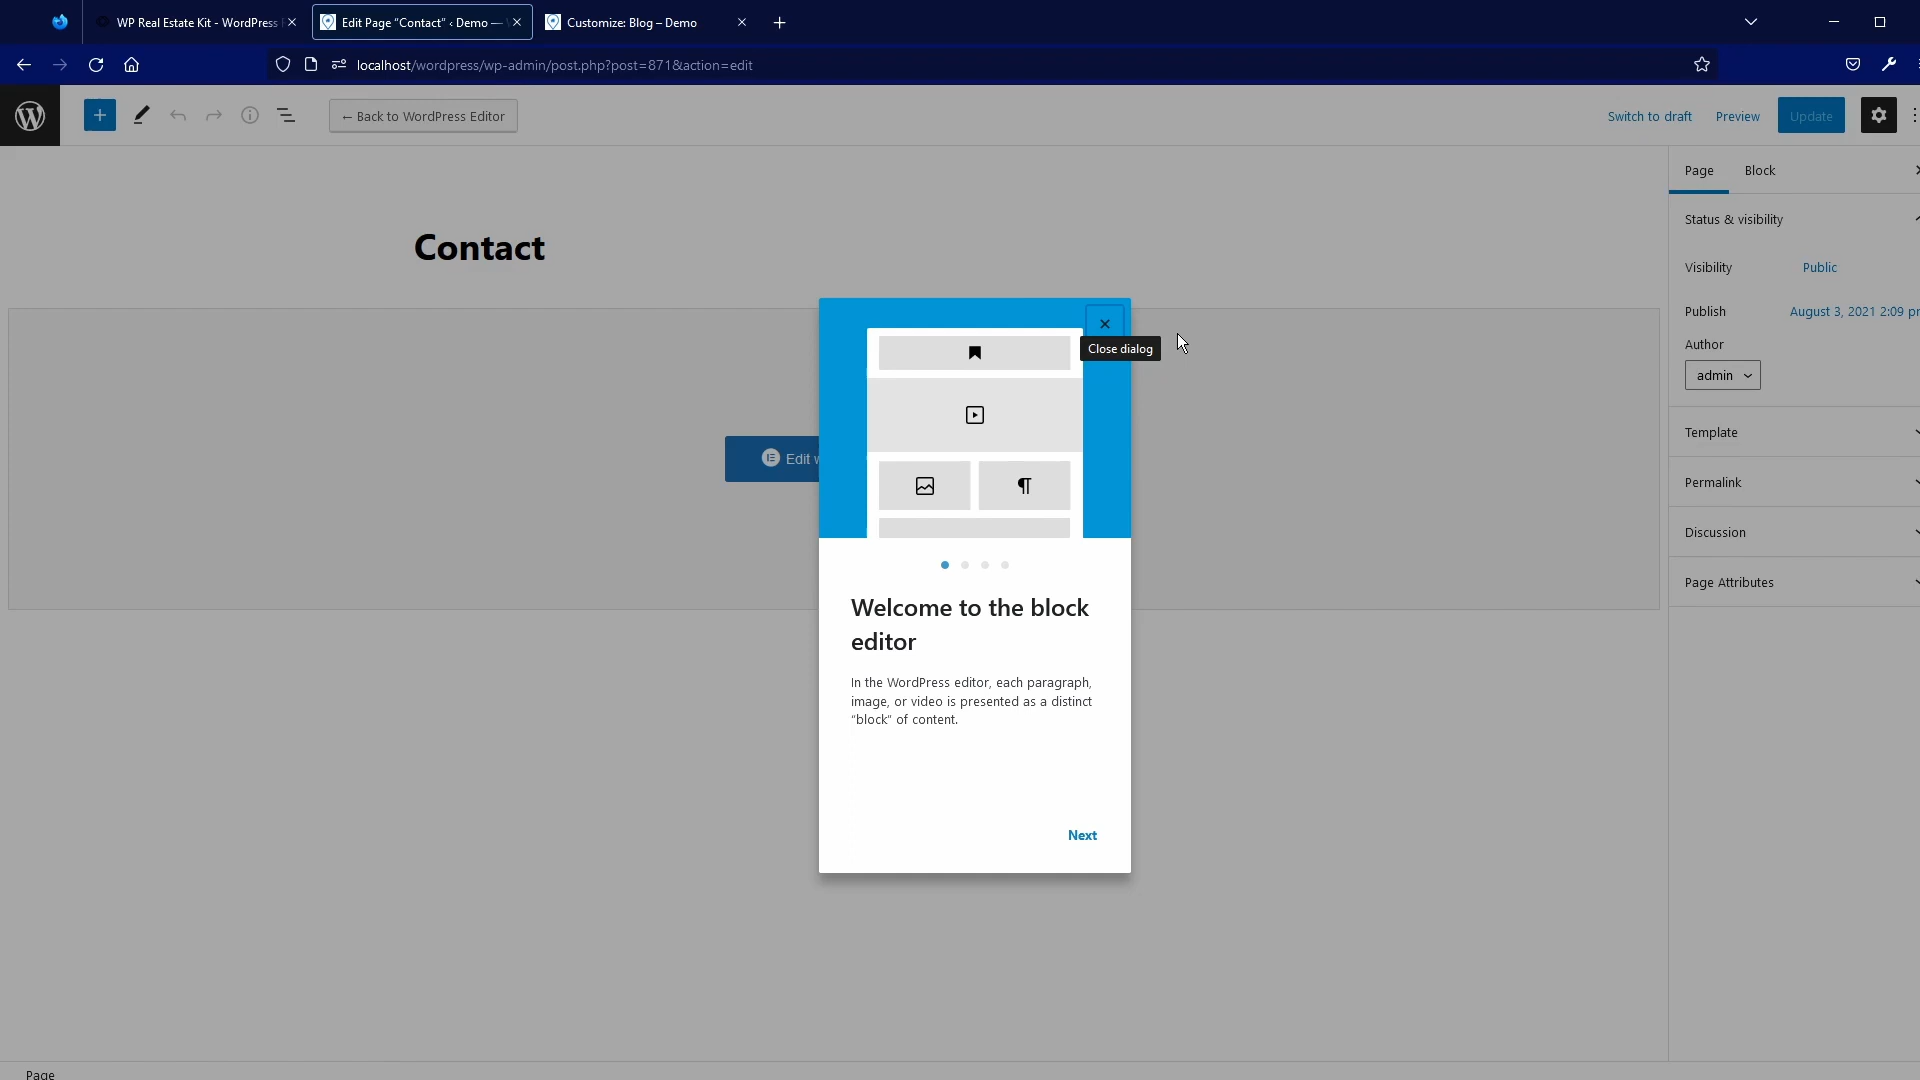 WP Real Estate Kit - WordPress
Edit Page “Contact” ‹ Demo —
Customize: Blog – Demo
localhost/wordpress/wp-admin/post.php?post=871&action=edit
← Back to WordPress Editor
Switch to draft
Preview
Update
Page
Block
Contact
Status & visibility
Visibility
Public
Publish
August 3, 2021 2:09
Author
admin
Template
Permalink
Discussion
Page Attributes
Close dialog
Edit
Welcome to the block
editor
In the WordPress editor, each paragraph,
image, or video is presented as a distinct
“block” of content.
Next
Page